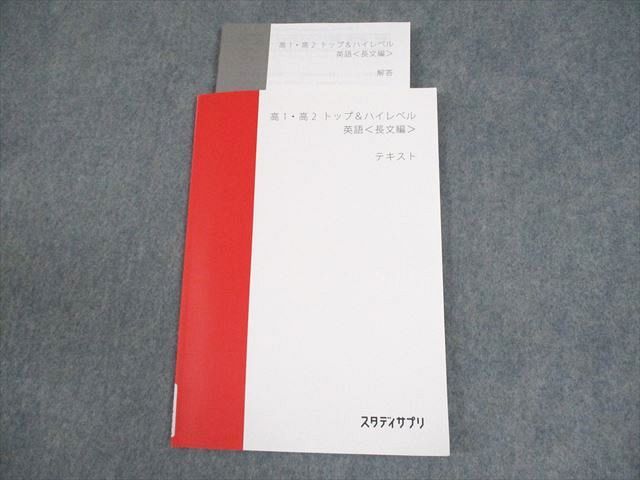 高1・高2 トップ＆ハイレベル
英語＜長文編＞
解答
高1・高2 トップ＆ハイレベル
英語＜長文編＞
テキスト
スタディサプリ